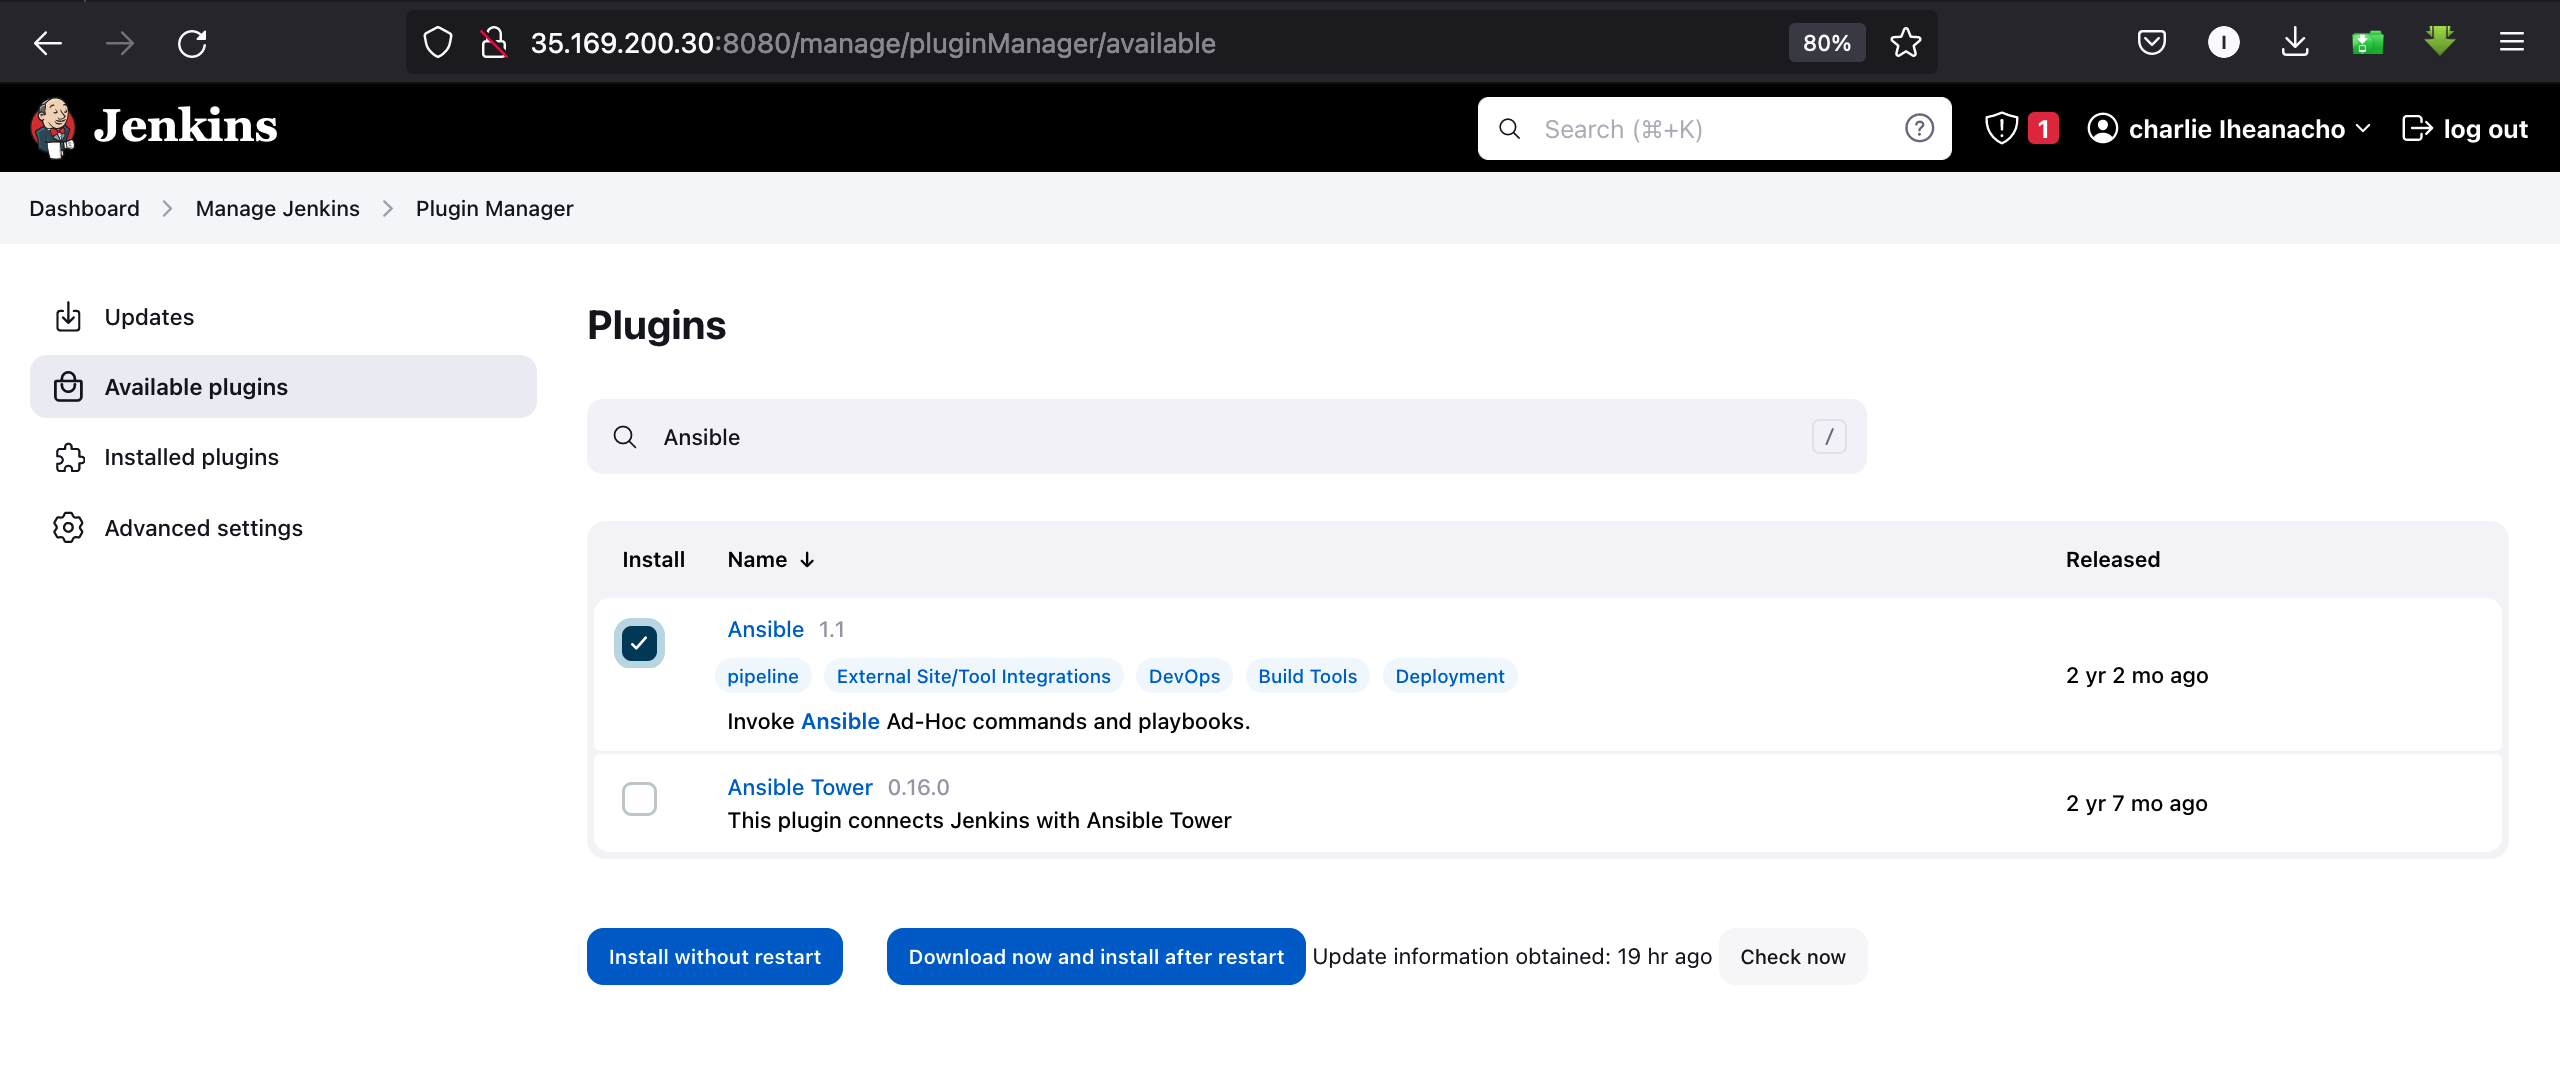 35.169.200.30:8080/manage/pluginManager/available
80%
I
Jenkins
Search (⌘+K)
?
1
charlie Iheanacho
log out
Dashboard
Manage Jenkins
Plugin Manager
Updates
Available plugins
Installed plugins
Advanced settings
Plugins
Ansible
/
Install Name ↓ Released
Ansible 1.1
pipeline External Site/Tool Integrations DevOps Build Tools Deployment
Invoke Ansible Ad-Hoc commands and playbooks.
2 yr 2 mo ago
Ansible Tower 0.16.0
This plugin connects Jenkins with Ansible Tower
2 yr 7 mo ago
Install without restart
Download now and install after restart
Update information obtained: 19 hr ago
Check now